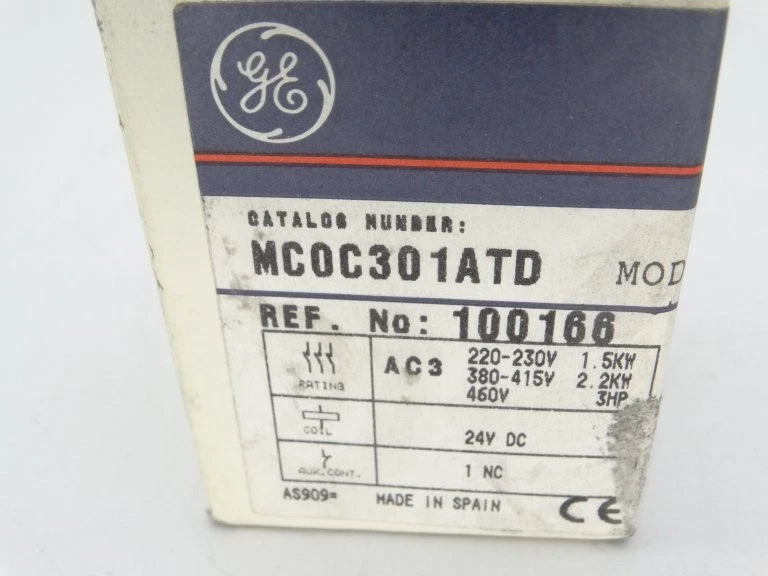 GE
CATALOG NUMBER:
MC0C301ATD MOD
REF. No: 100166
RATING AC3 220-230V 1.5KW
380-415V 2.2KW
460V 3HP
COIL 24V DC
AUX.CONT. 1 NC
AS909= MADE IN SPAIN CE